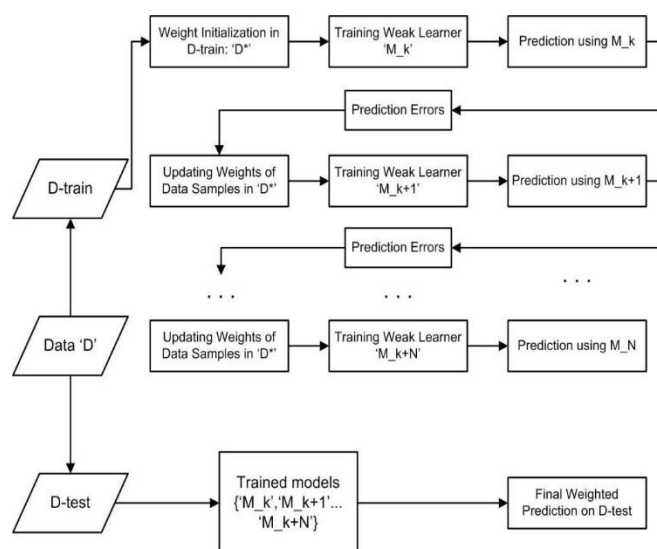 Weight Initialization in
D-train: 'D*'
Training Weak Learner
'M_k'
Prediction using M_k
Prediction Errors
D-train
Updating Weights of
Data Samples in 'D*'
Training Weak Learner
'M_k+1'
Prediction using M_k+1
Prediction Errors
. . .
. . .
. . .
Data 'D'
Updating Weights of
Data Samples in 'D*'
Training Weak Learner
'M_k+N'
Prediction using M_N
D-test
Trained models
{'M_k','M_k+1'...
'M_k+N'}
Final Weighted
Prediction on D-test